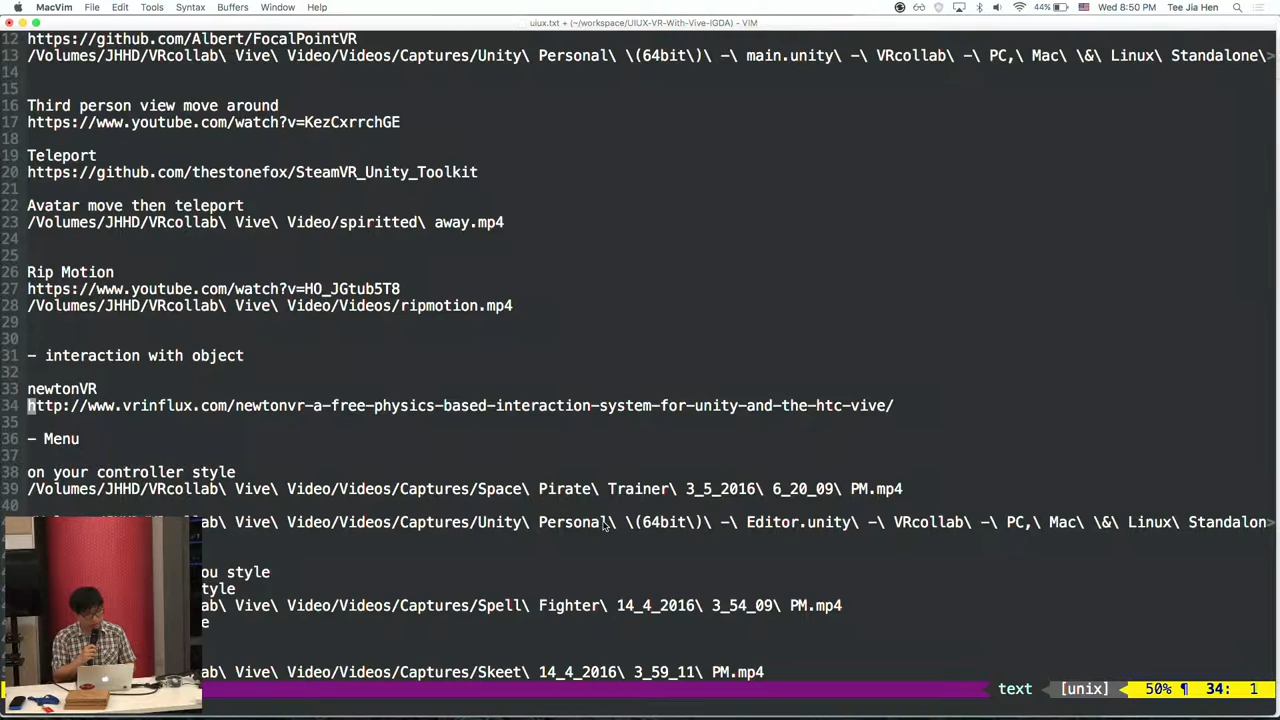 MacVim File Edit Tools Syntax Buffers Window Help 44% Wed 8:50 PM Tee Jia Hen
uiux.txt + (~/workspace/UIUX-VR-With-Vive-IGDA) - VIM
12 https://github.com/Albert/FocalPointVR
13 /Volumes/JHHD/VRcollab\ Vive\ Video/Videos/Captures/Unity\ Personal\ \(64bit\)\ -\ main.unity\ -\ VRcollab\ -\ PC,\ Mac\ \&\ Linux\ Standalone\>
14
15
16 Third person view move around
17 https://www.youtube.com/watch?v=KezCxrrchGE
18
19 Teleport
20 https://github.com/thestonefox/SteamVR_Unity_Toolkit
21
22 Avatar move then teleport
23 /Volumes/JHHD/VRcollab\ Vive\ Video/spiritted\ away.mp4
24
25
26 Rip Motion
27 https://www.youtube.com/watch?v=HO_JGtub5T8
28 /Volumes/JHHD/VRcollab\ Vive\ Video/Videos/ripmotion.mp4
29
30
31 - interaction with object
32
33 newtonVR
34 http://www.vrinflux.com/newtonvr-a-free-physics-based-interaction-system-for-unity-and-the-htc-vive/
35
36 - Menu
37
38 on your controller style
39 /Volumes/JHHD/VRcollab\ Vive\ Video/Videos/Captures/Space\ Pirate\ Trainer\ 3_5_2016\ 6_20_09\ PM.mp4
40
lab\ Vive\ Video/Videos/Captures/Unity\ Personal\ \(64bit\)\ -\ Editor.unity\ -\ VRcollab\ -\ PC,\ Mac\ \&\ Linux\ Standalon>
ou style
tyle
lab\ Vive\ Video/Videos/Captures/Spell\ Fighter\ 14_4_2016\ 3_54_09\ PM.mp4
e
lab\ Vive\ Video/Videos/Captures/Skeet\ 14_4_2016\ 3_59_11\ PM.mp4
text [unix] 50% ¶ 34: 1